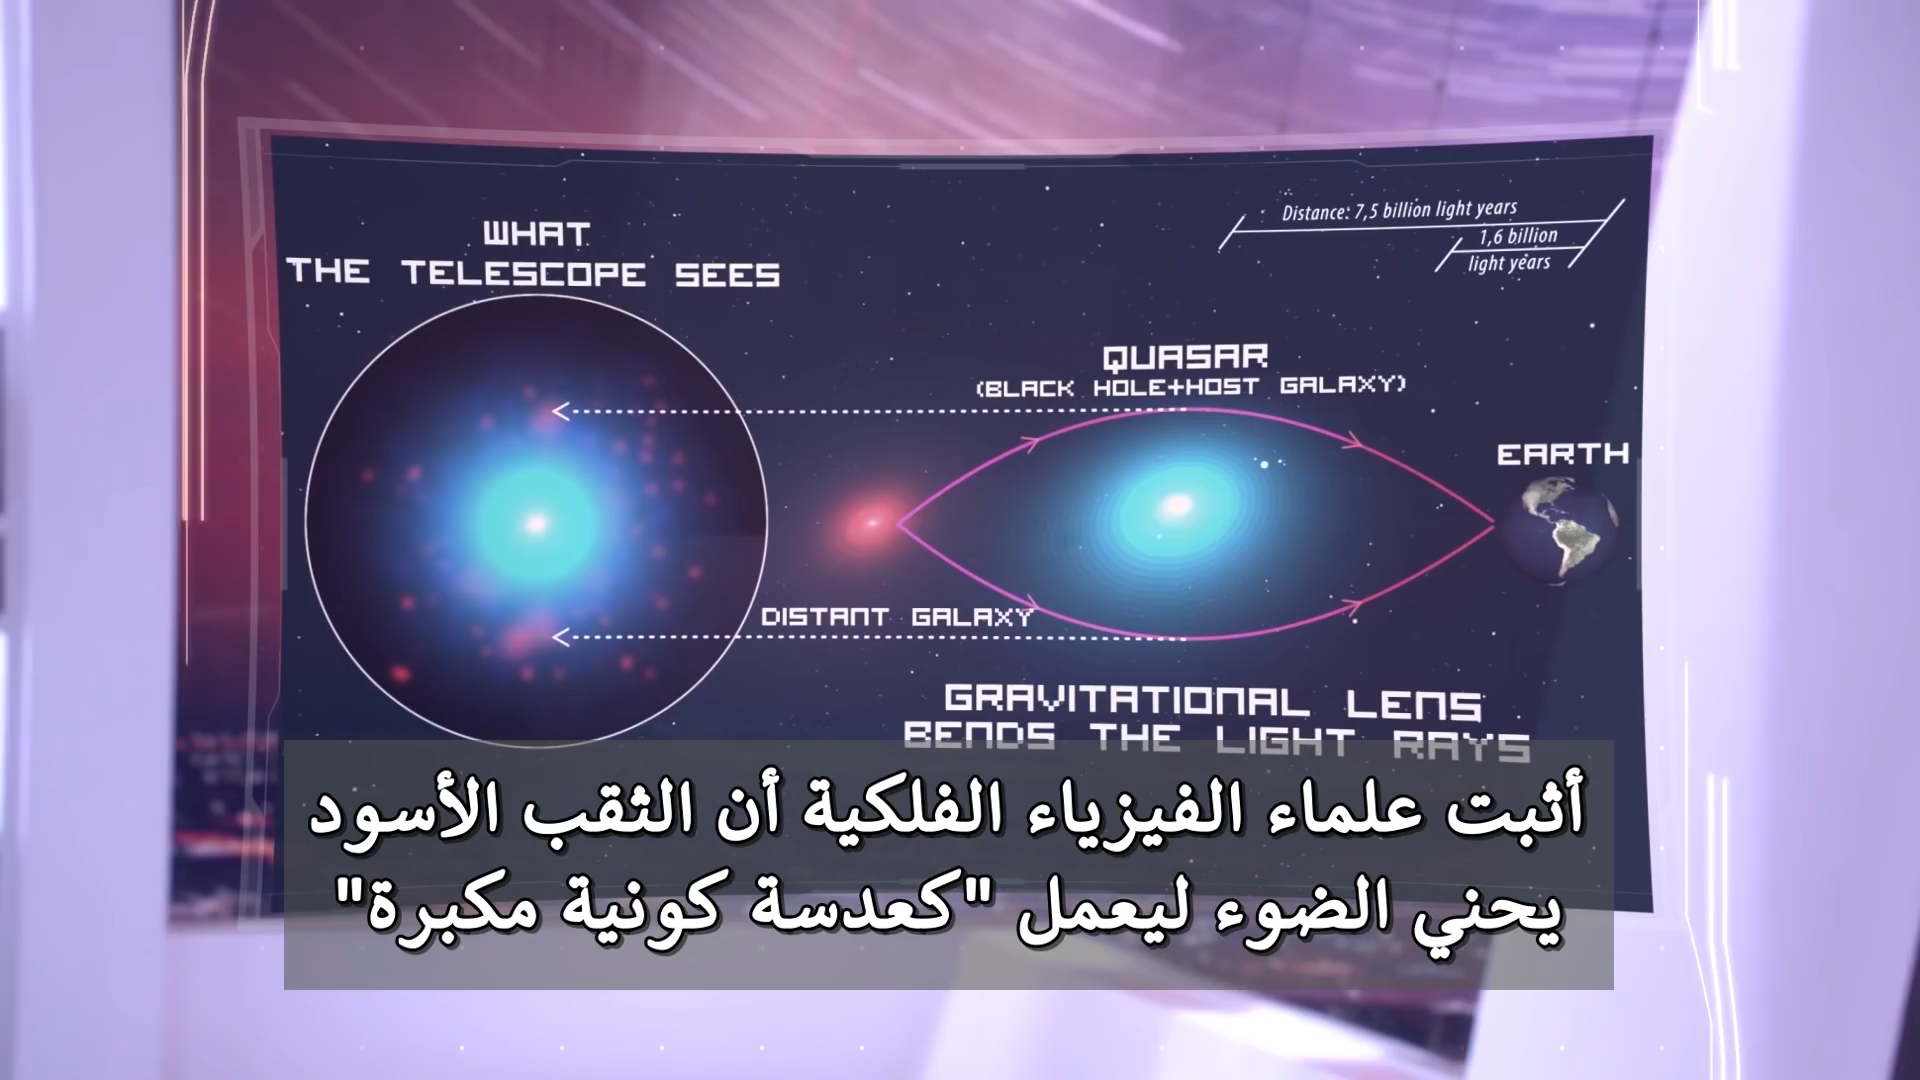 WHAT
THE TELESCOPE SEES
Distance: 7,5 billion light years
1,6 billion
light years
QUASAR
(BLACK HOLE+HOST GALAXY)
EARTH
DISTANT GALAXY
GRAVITATIONAL LENS
BENDS THE LIGHT RAYS
أثبت علماء الفيزياء الفلكية أن الثقب الأسود
يحني الضوء ليعمل "كعدسة كونية مكبرة"